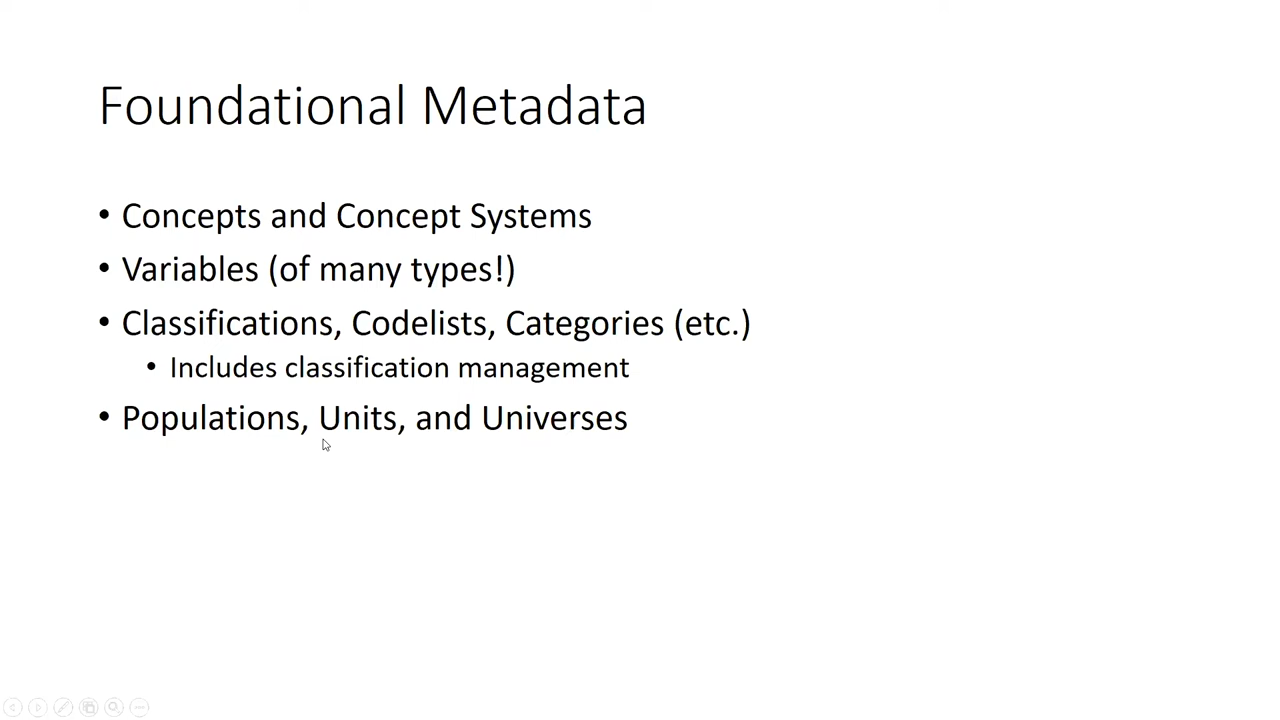 Foundational Metadata
• Concepts and Concept Systems
• Variables (of many types!)
• Classifications, Codelists, Categories (etc.)
• Includes classification management
• Populations, Units, and Universes